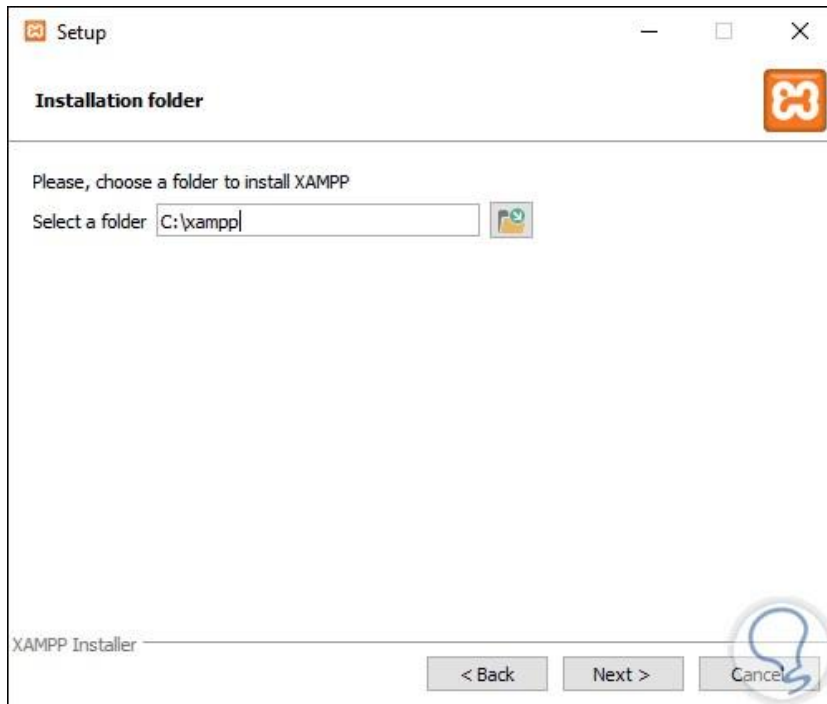 Setup
Installation folder
Please, choose a folder to install XAMPP
Select a folder C:\xampp
XAMPP Installer
< Back Next > Cancel